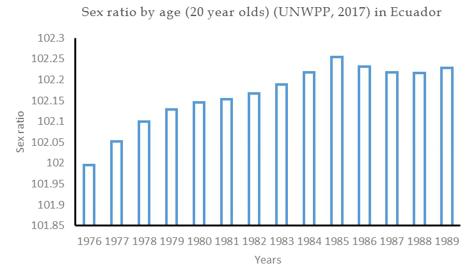 Sex ratio by age (20 year olds) (UNWPP, 2017) in Ecuador
102.3
102.25
102.2
102.15
102.1
102.05
102
101.95
101.9
101.85
Sex ratio
1976 1977 1978 1979 1980 1981 1982 1983 1984 1985 1986 1987 1988 1989
Years